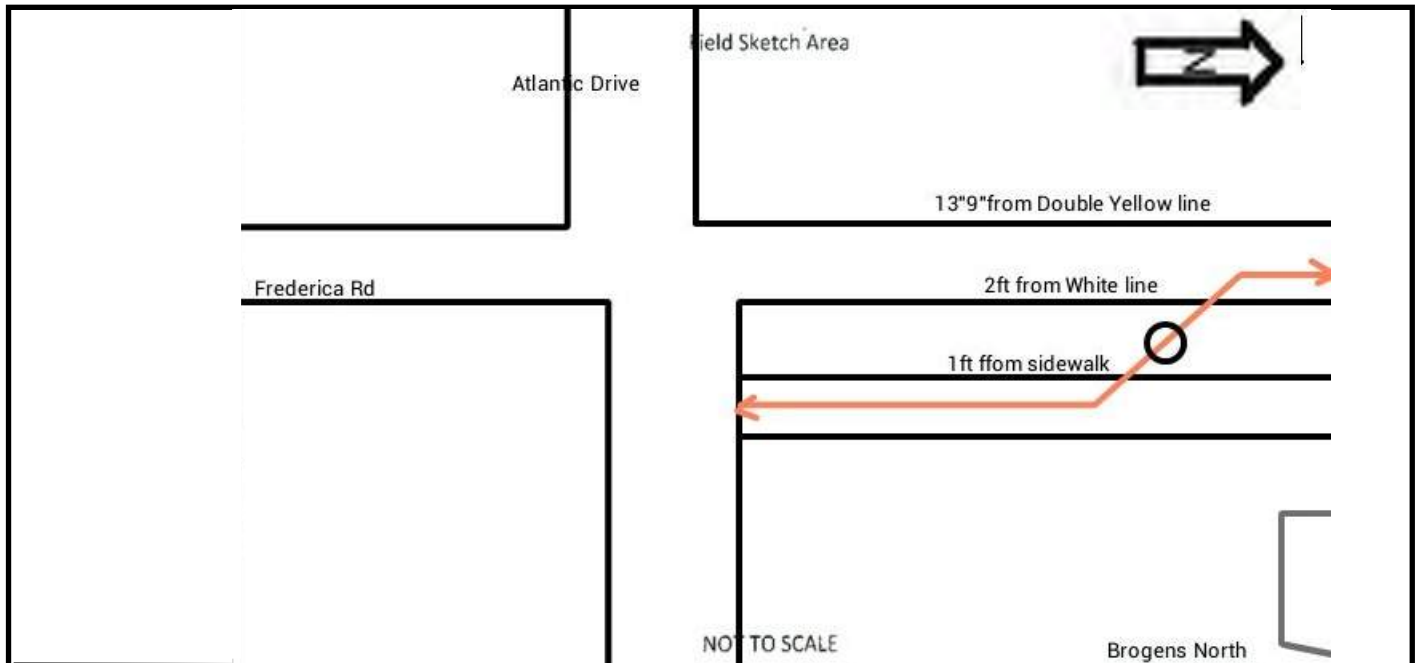 Field Sketch Area
N
Atlantic Drive
13"9"from Double Yellow line
Frederica Rd
2ft from White line
1ft ffom sidewalk
NOT TO SCALE
Brogens North